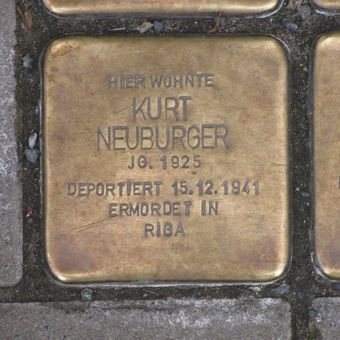 HIER WOHNTE
KURT
NEUBURGER
JG. 1925
DEPORTIERT 15.12.1941
ERMORDET IN
RIGA